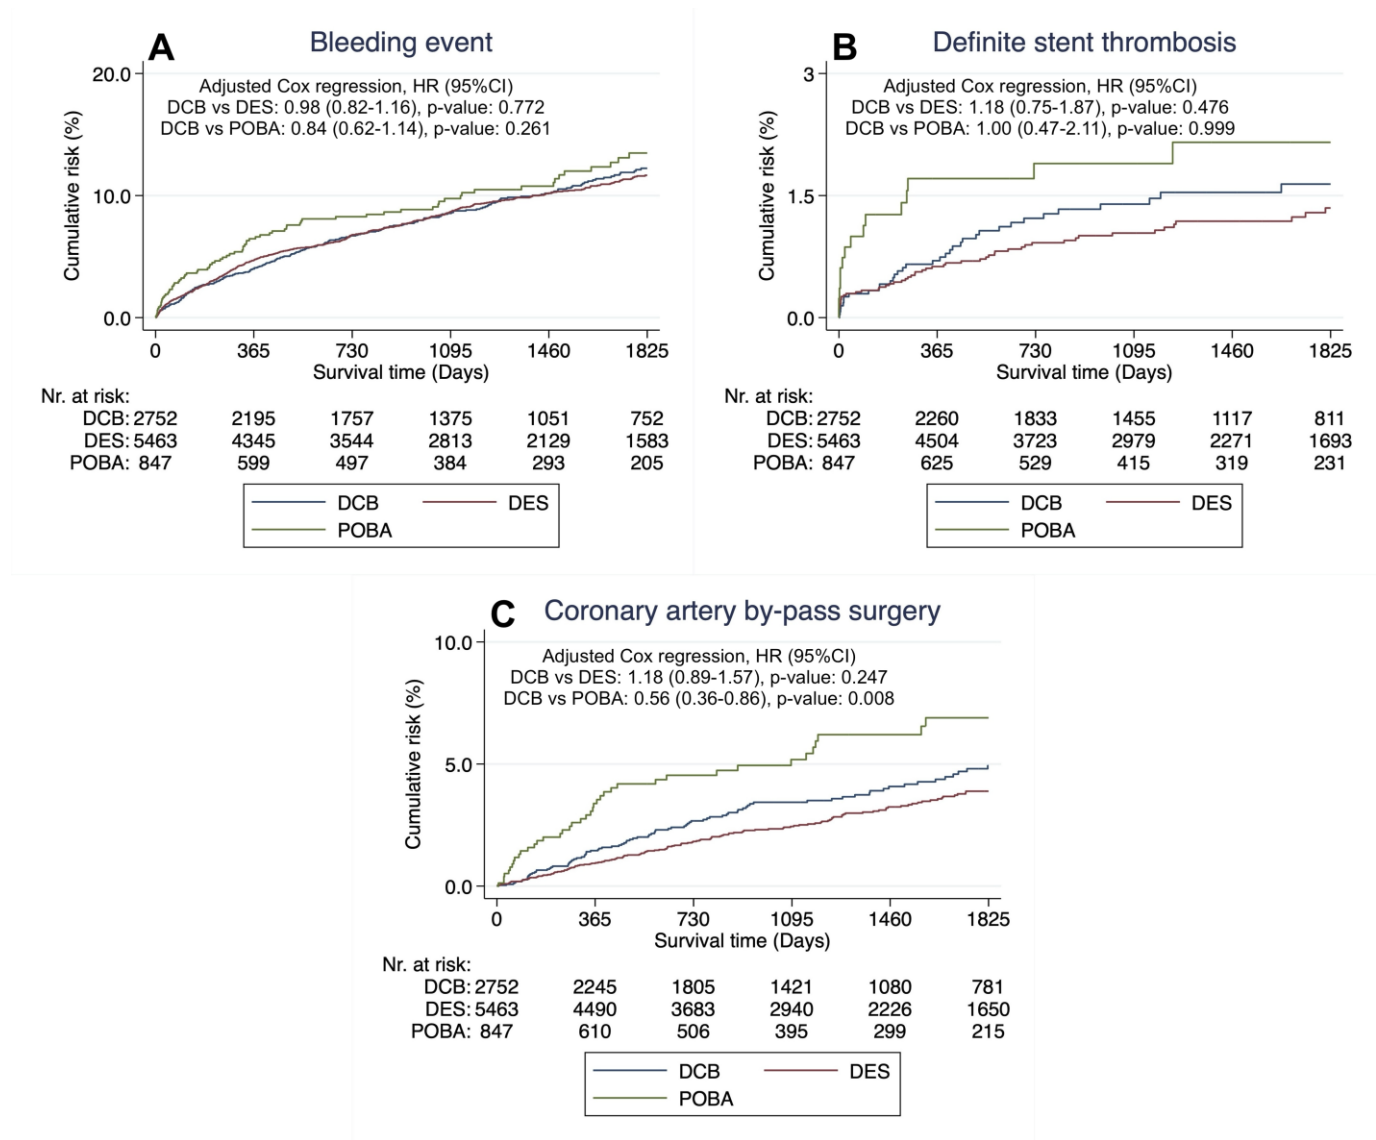 A Bleeding event
20.0
10.0
0.0
Cumulative risk (%)
Adjusted Cox regression, HR (95%CI)
DCB vs DES: 0.98 (0.82-1.16), p-value: 0.772
DCB vs POBA: 0.84 (0.62-1.14), p-value: 0.261
0 365 730 1095 1460 1825
Survival time (Days)
Nr. at risk:
DCB: 2752 2195 1757 1375 1051 752
DES: 5463 4345 3544 2813 2129 1583
POBA: 847 599 497 384 293 205
DCB DES
POBA
B Definite stent thrombosis
3
1.5
0.0
Cumulative risk (%)
Adjusted Cox regression, HR (95%CI)
DCB vs DES: 1.18 (0.75-1.87), p-value: 0.476
DCB vs POBA: 1.00 (0.47-2.11), p-value: 0.999
0 365 730 1095 1460 1825
Survival time (Days)
Nr. at risk:
DCB: 2752 2260 1833 1455 1117 811
DES: 5463 4504 3723 2979 2271 1693
POBA: 847 625 529 415 319 231
DCB DES
POBA
C Coronary artery by-pass surgery
10.0
5.0
0.0
Cumulative risk (%)
Adjusted Cox regression, HR (95%CI)
DCB vs DES: 1.18 (0.89-1.57), p-value: 0.247
DCB vs POBA: 0.56 (0.36-0.86), p-value: 0.008
0 365 730 1095 1460 1825
Survival time (Days)
Nr. at risk:
DCB: 2752 2245 1805 1421 1080 781
DES: 5463 4490 3683 2940 2226 1650
POBA: 847 610 506 395 299 215
DCB DES
POBA